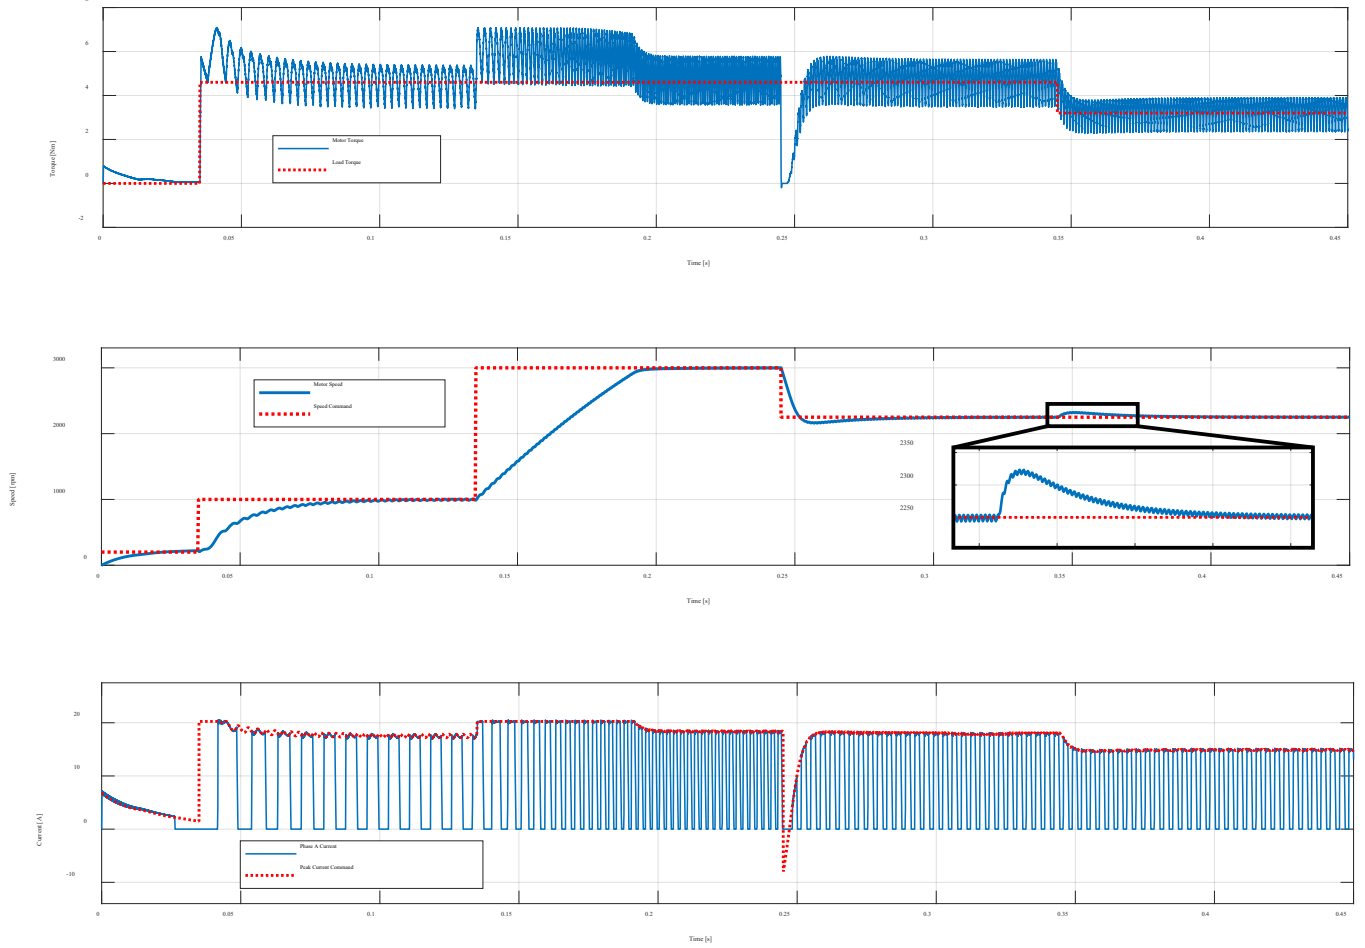 6
4
2
0
-2
Torque [Nm]
Motor Torque
Load Torque
0 0.05 0.1 0.15 0.2 0.25 0.3 0.35 0.4 0.45
Time [s]
3000
2000
1000
0
Speed [rpm]
Motor Speed
Speed Command
2350
2300
2250
0 0.05 0.1 0.15 0.2 0.25 0.3 0.35 0.4 0.45
Time [s]
20
10
0
-10
Current [A]
Phase A Current
Peak Current Command
0 0.05 0.1 0.15 0.2 0.25 0.3 0.35 0.4 0.45
Time [s]